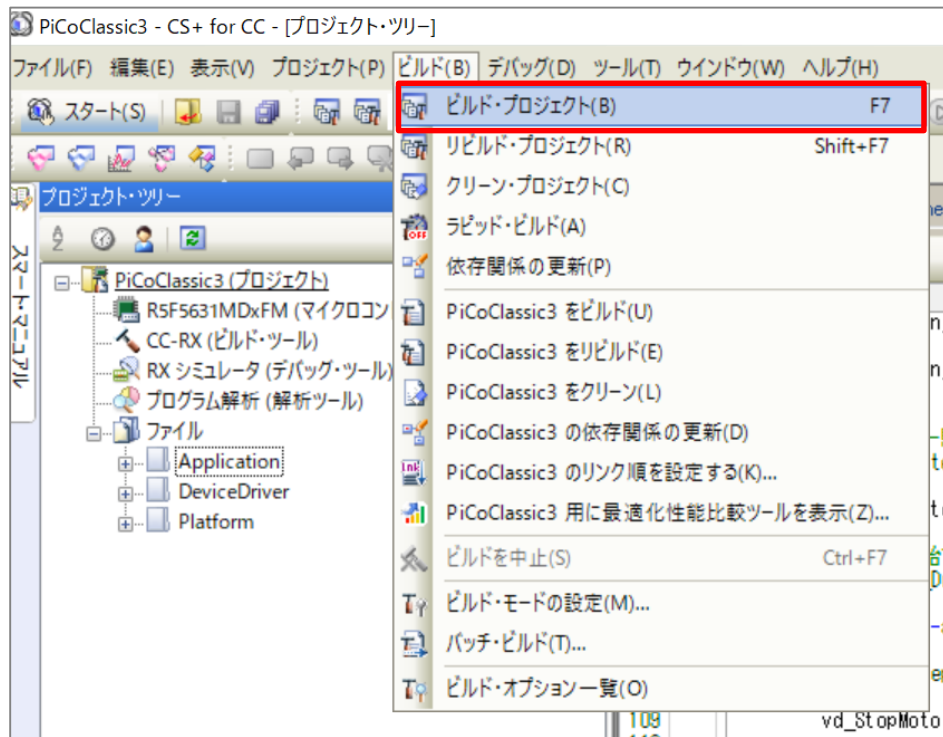 PiCoClassic3 - CS+ for CC - [プロジェクト・ツリー]
ファイル(F) 編集(E) 表示(V) プロジェクト(P) ビルド(B) デバッグ(D) ツール(T) ウインドウ(W) ヘルプ(H)
スタート(S)
ビルド・プロジェクト(B) F7
リビルド・プロジェクト(R) Shift+F7
クリーン・プロジェクト(C)
ラピッド・ビルド(A)
依存関係の更新(P)
PiCoClassic3 をビルド(U)
PiCoClassic3 をリビルド(E)
PiCoClassic3 をクリーン(L)
PiCoClassic3 の依存関係の更新(D)
PiCoClassic3 のリンク順を設定する(K)...
PiCoClassic3 用に最適化性能比較ツールを表示(Z)...
ビルドを中止(S) Ctrl+F7
ビルド・モードの設定(M)...
バッチ・ビルド(T)...
ビルド・オプション一覧(O)
スマート・マニュアル
プロジェクト・ツリー
PiCoClassic3 (プロジェクト)
R5F5631MDxFM (マイクロコン
CC-RX (ビルド・ツール)
RX シミュレータ (デバッグ・ツール)
プログラム解析 (解析ツール)
ファイル
Application
DeviceDriver
Platform
109 vd_StopMoto